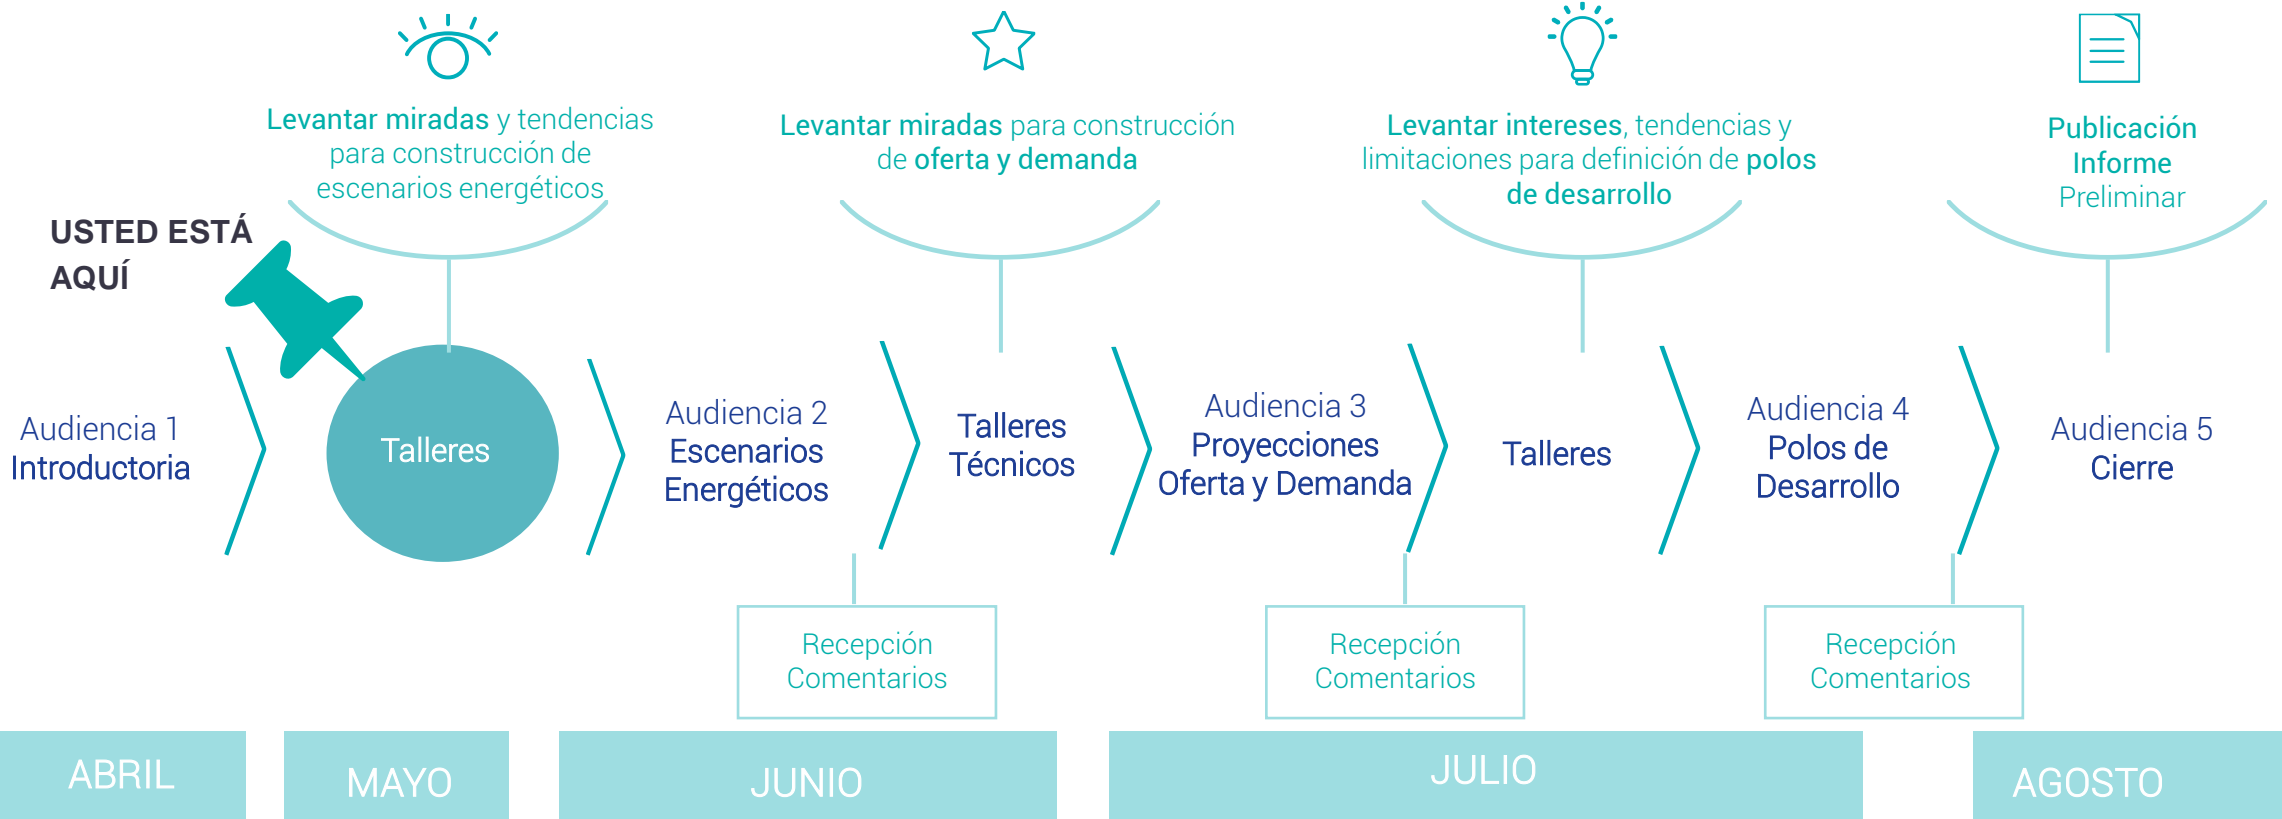 Levantar miradas y tendencias
para construcción de
escenarios energéticos
Levantar miradas para construcción
de oferta y demanda
Levantar intereses, tendencias y
limitaciones para definición de polos
de desarrollo
Publicación
Informe
Preliminar
USTED ESTÁ
AQUÍ
Audiencia 1
Introductoria
Talleres
Audiencia 2
Escenarios
Energéticos
Talleres
Técnicos
Audiencia 3
Proyecciones
Oferta y Demanda
Talleres
Audiencia 4
Polos de
Desarrollo
Audiencia 5
Cierre
Recepción
Comentarios
Recepción
Comentarios
Recepción
Comentarios
ABRIL
MAYO
JUNIO
JULIO
AGOSTO